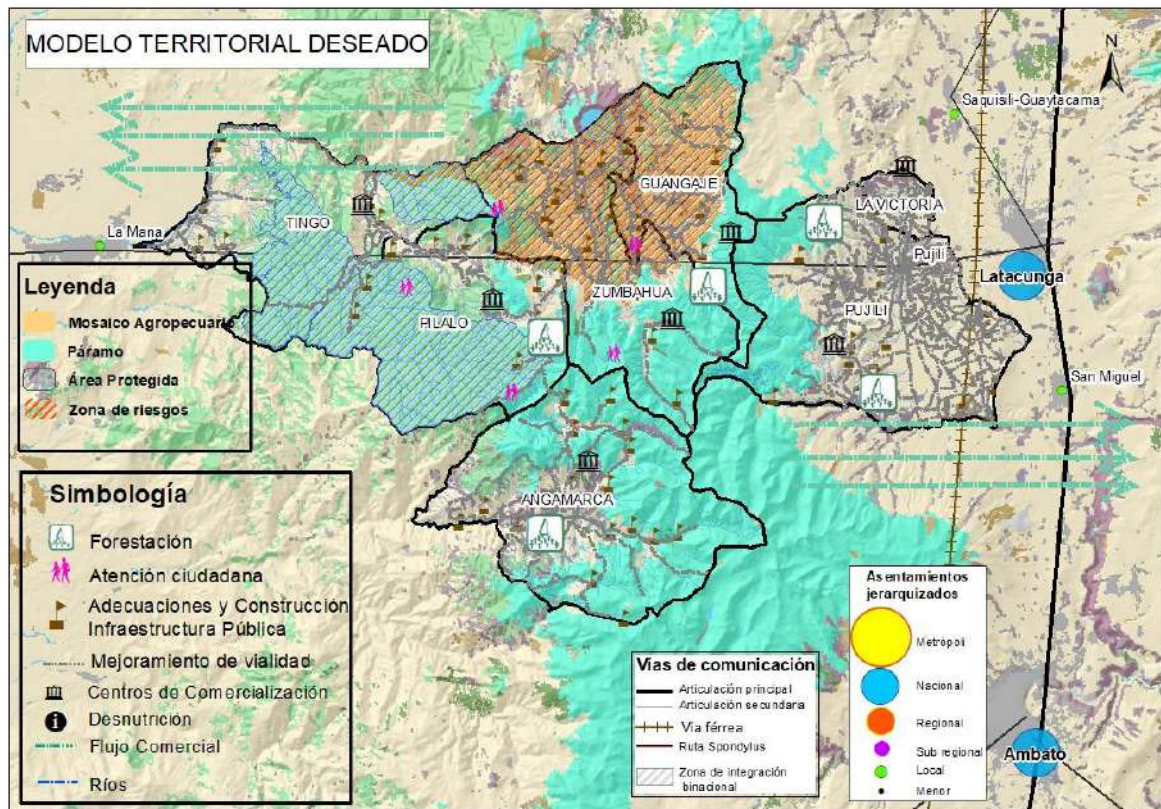 MODELO TERRITORIAL DESEADO
N
Saquisili-Guaytacama
GUANGAJE
LA VICTORIA
TINGO
La Mana
Pujili
Latacunga
ZUMBAHUA
PILALO
PUJILI
San Miguel
ANGAMARCA
Ambato
Leyenda
Mosaico Agropecuario
Páramo
Área Protegida
Zona de riesgos
Simbología
Forestación
Atención ciudadana
Adecuaciones y Construcción
Infraestructura Pública
Mejoramiento de vialidad
Centros de Comercialización
Desnutrición
Flujo Comercial
Ríos
Vías de comunicación
Articulación principal
Articulación secundaria
Vía férrea
Ruta Spondylus
Zona de integración
binacional
Asentamientos
jerarquizados
Metrópoli
Nacional
Regional
Sub regional
Local
Menor